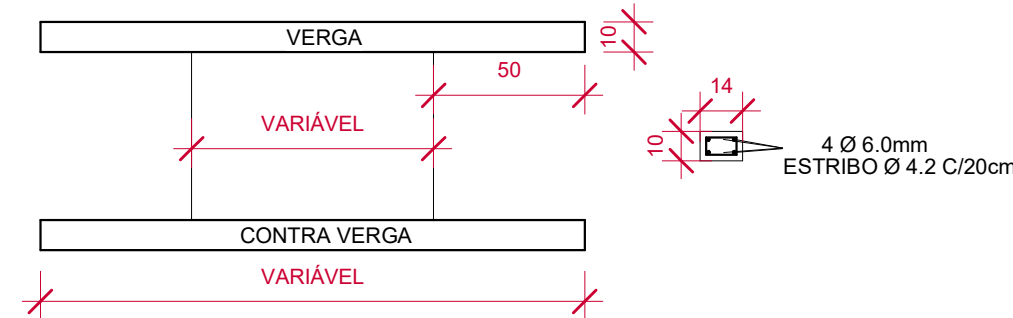 VERGA
10
50
14
VARIÁVEL
10
4 Ø 6.0mm
ESTRIBO Ø 4.2 C/20cm
CONTRA VERGA
VARIÁVEL